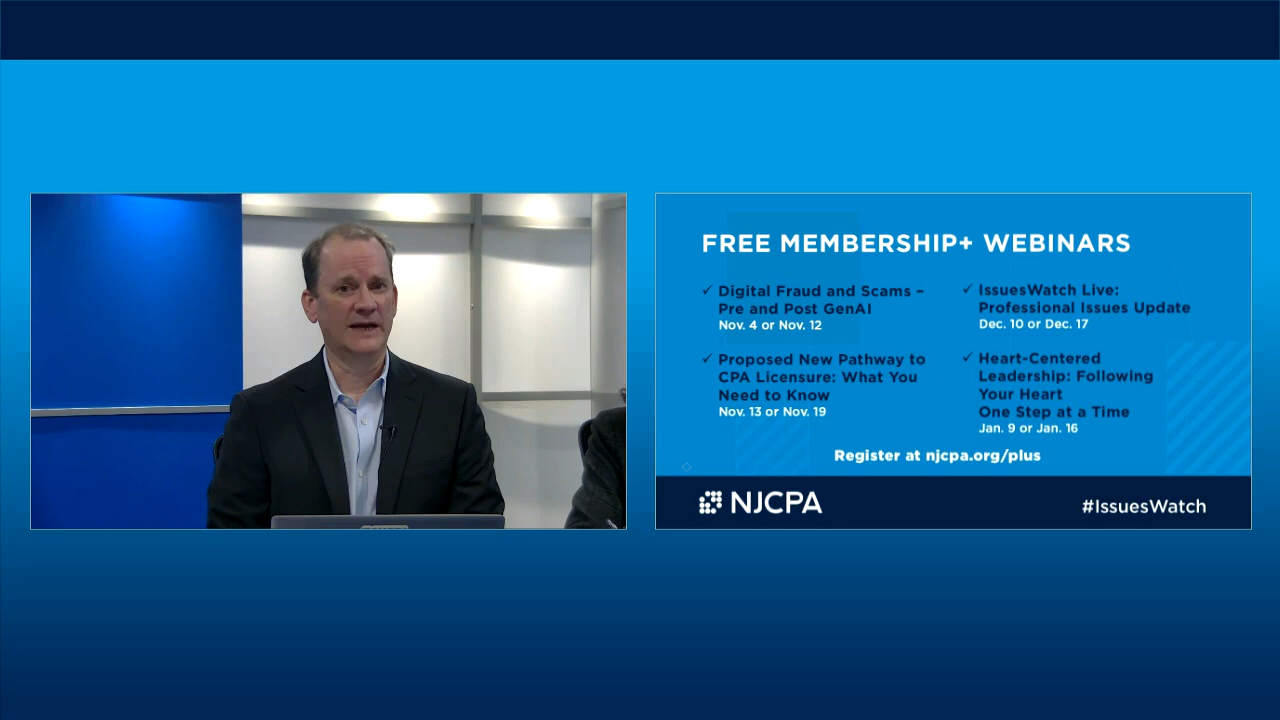 FREE MEMBERSHIP+ WEBINARS
✓ Digital Fraud and Scams –
Pre and Post GenAI
Nov. 4 or Nov. 12
✓ Proposed New Pathway to
CPA Licensure: What You
Need to Know
Nov. 13 or Nov. 19
✓ IssuesWatch Live:
Professional Issues Update
Dec. 10 or Dec. 17
✓ Heart-Centered
Leadership: Following
Your Heart
One Step at a Time
Jan. 9 or Jan. 16
Register at njcpa.org/plus
NJCPA
#IssuesWatch